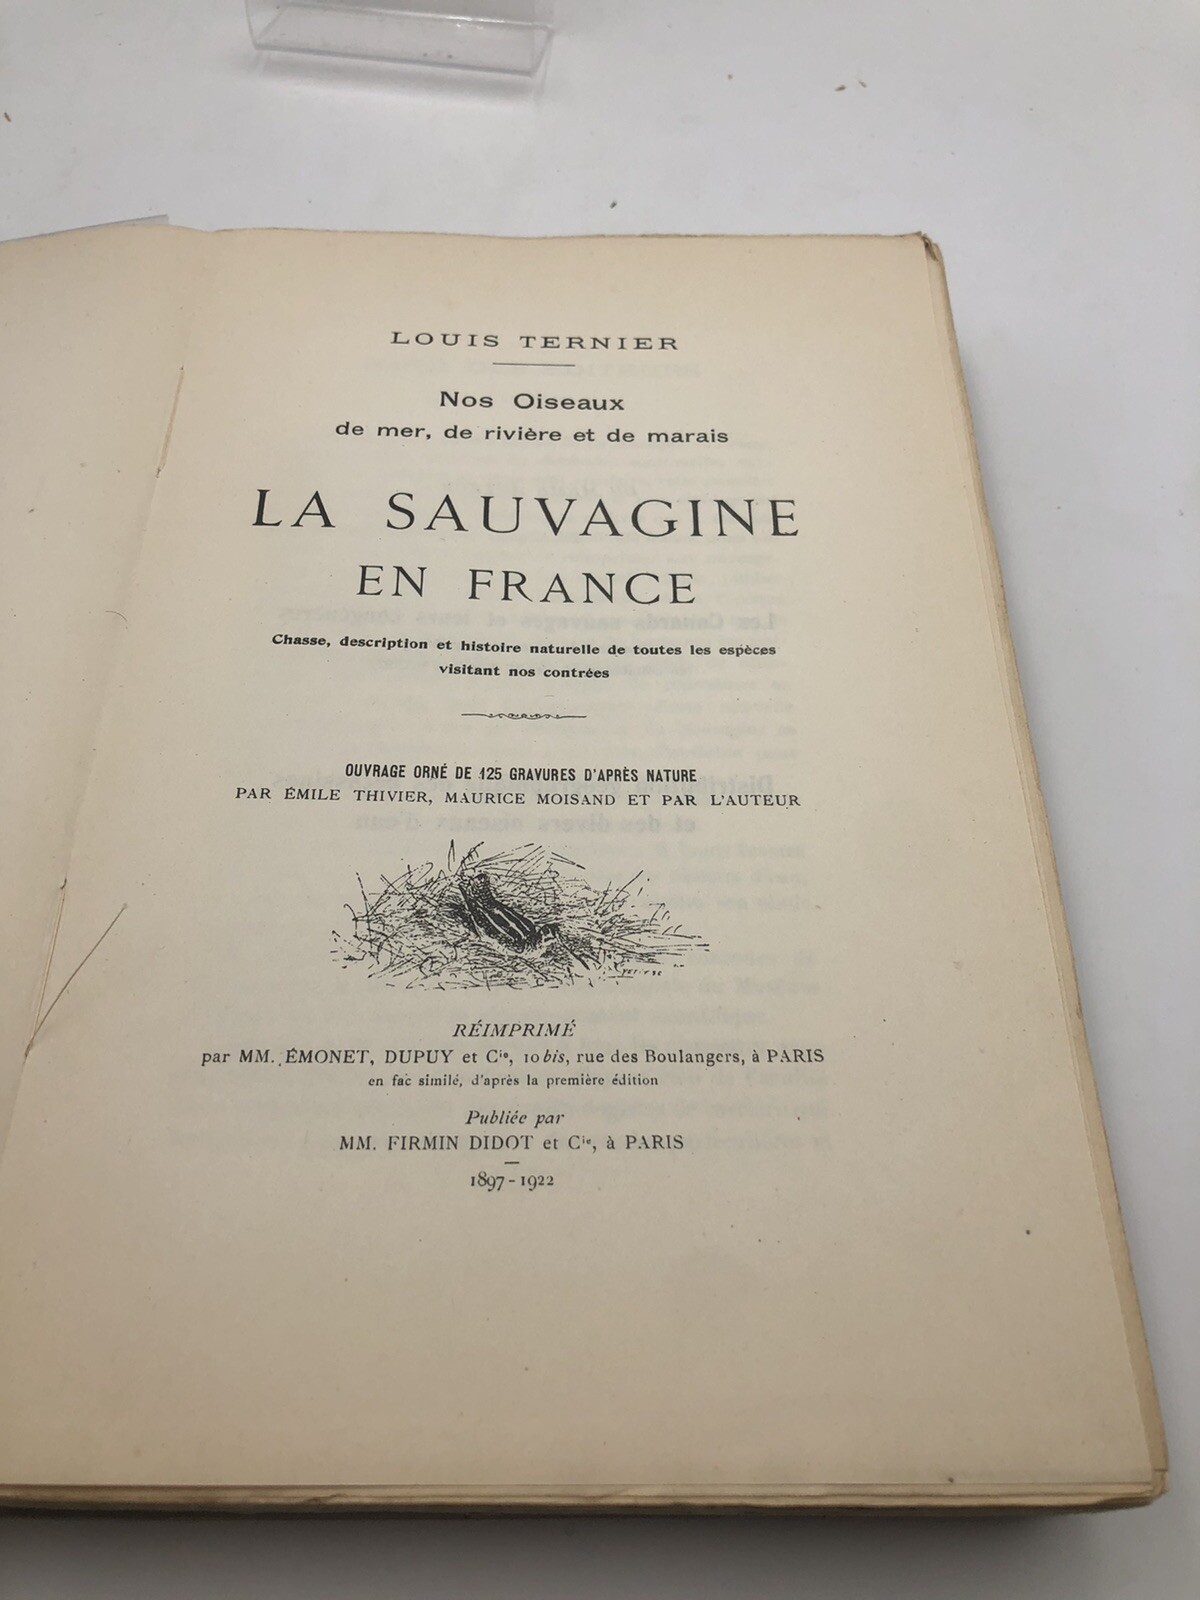 LOUIS TERNIER
Nos Oiseaux
de mer, de rivière et de marais
LA SAUVAGINE
EN FRANCE
Chasse, description et histoire naturelle de toutes les espèces
visitant nos contrées
OUVRAGE ORNÉ DE 125 GRAVURES D'APRÈS NATURE
PAR ÉMILE THIVIER, MAURICE MOISAND ET PAR L'AUTEUR
RÉIMPRIMÉ
par MM. ÉMONET, DUPUY et Cie, 10 bis, rue des Boulangers, à PARIS
en fac similé, d'après la première édition
Publiée par
MM. FIRMIN DIDOT et Cie, à PARIS
1897-1922